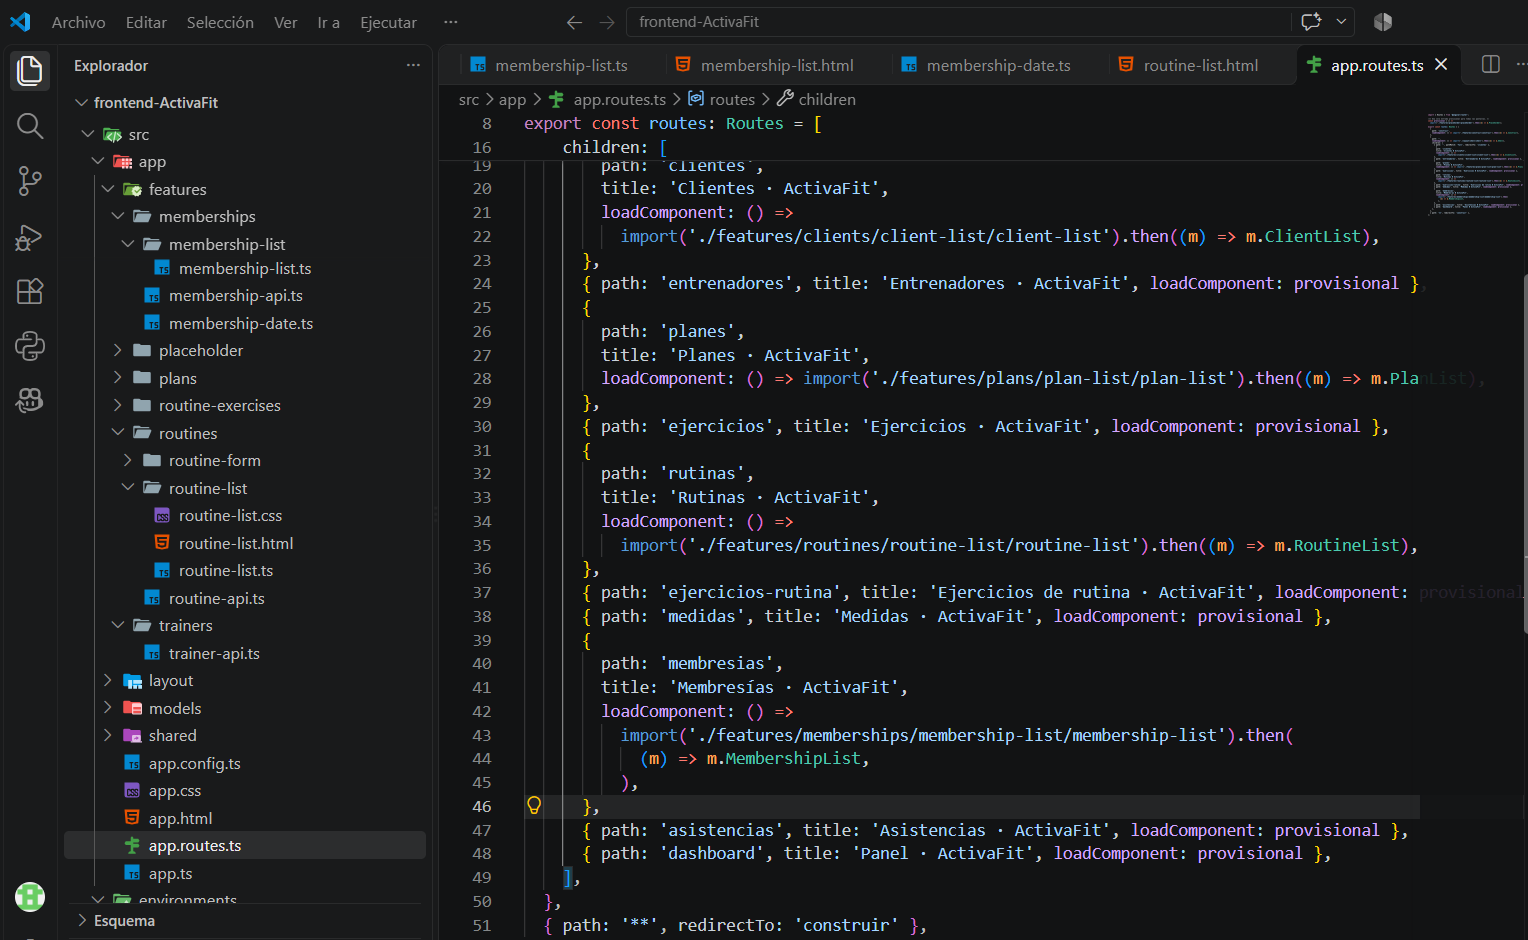 Archivo Editar Selección Ver Ir a Ejecutar ··· frontend-ActivaFit
Explorador ···
frontend-ActivaFit
src
app
features
memberships
membership-list
membership-list.ts
membership-api.ts
membership-date.ts
placeholder
plans
routine-exercises
routines
routine-form
routine-list
routine-list.css
routine-list.html
routine-list.ts
routine-api.ts
trainers
trainer-api.ts
layout
models
shared
app.config.ts
app.css
app.html
app.routes.ts
app.ts
environments
Esquema
membership-list.ts membership-list.html membership-date.ts routine-list.html app.routes.ts
src > app > app.routes.ts > routes > children
8 export const routes: Routes = [
16 children: [
19 path: 'clientes',
20 title: 'Clientes · ActivaFit',
21 loadComponent: () =>
22 import('./features/clients/client-list/client-list').then((m) => m.ClientList),
23 },
24 { path: 'entrenadores', title: 'Entrenadores · ActivaFit', loadComponent: provisional },
25 {
26 path: 'planes',
27 title: 'Planes · ActivaFit',
28 loadComponent: () => import('./features/plans/plan-list/plan-list').then((m) => m.PlanList),
29 },
30 { path: 'ejercicios', title: 'Ejercicios · ActivaFit', loadComponent: provisional },
31 {
32 path: 'rutinas',
33 title: 'Rutinas · ActivaFit',
34 loadComponent: () =>
35 import('./features/routines/routine-list/routine-list').then((m) => m.RoutineList),
36 },
37 { path: 'ejercicios-rutina', title: 'Ejercicios de rutina · ActivaFit', loadComponent: provisional
38 { path: 'medidas', title: 'Medidas · ActivaFit', loadComponent: provisional },
39 {
40 path: 'membresias',
41 title: 'Membresías · ActivaFit',
42 loadComponent: () =>
43 import('./features/memberships/membership-list/membership-list').then(
44 (m) => m.MembershipList,
45 ),
46 },
47 { path: 'asistencias', title: 'Asistencias · ActivaFit', loadComponent: provisional },
48 { path: 'dashboard', title: 'Panel · ActivaFit', loadComponent: provisional },
49 ],
50 },
51 { path: '**', redirectTo: 'construir' },